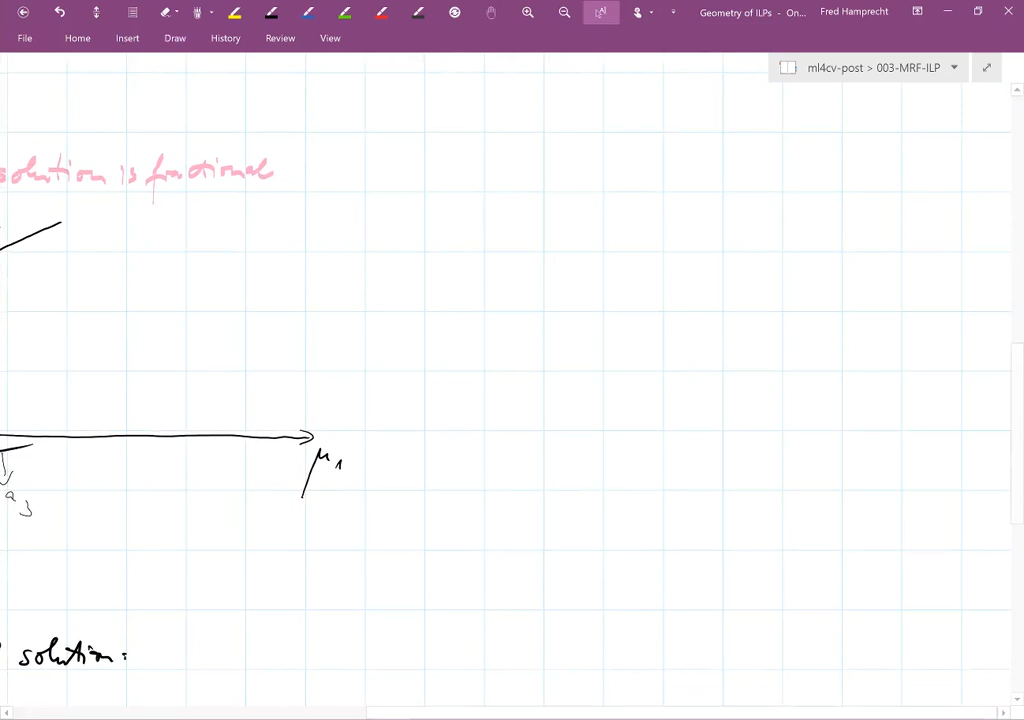 Geometry of ILPs - On...
Fred Hamprecht
File Home Insert Draw History Review View
ml4cv-post > 003-MRF-ILP
solution is fractional
μ1
a3
solution: